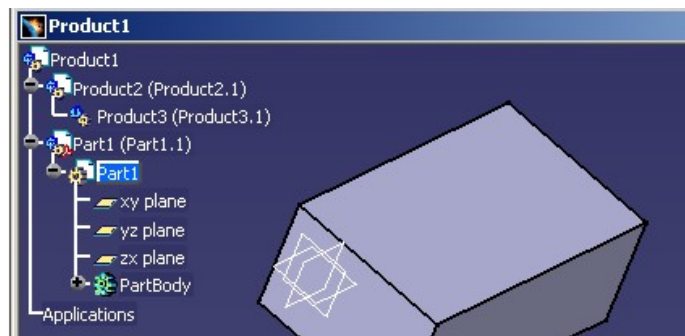 Product1
Product1
Product2 (Product2.1)
Product3 (Product3.1)
Part1 (Part1.1)
Part1
xy plane
yz plane
zx plane
PartBody
Applications